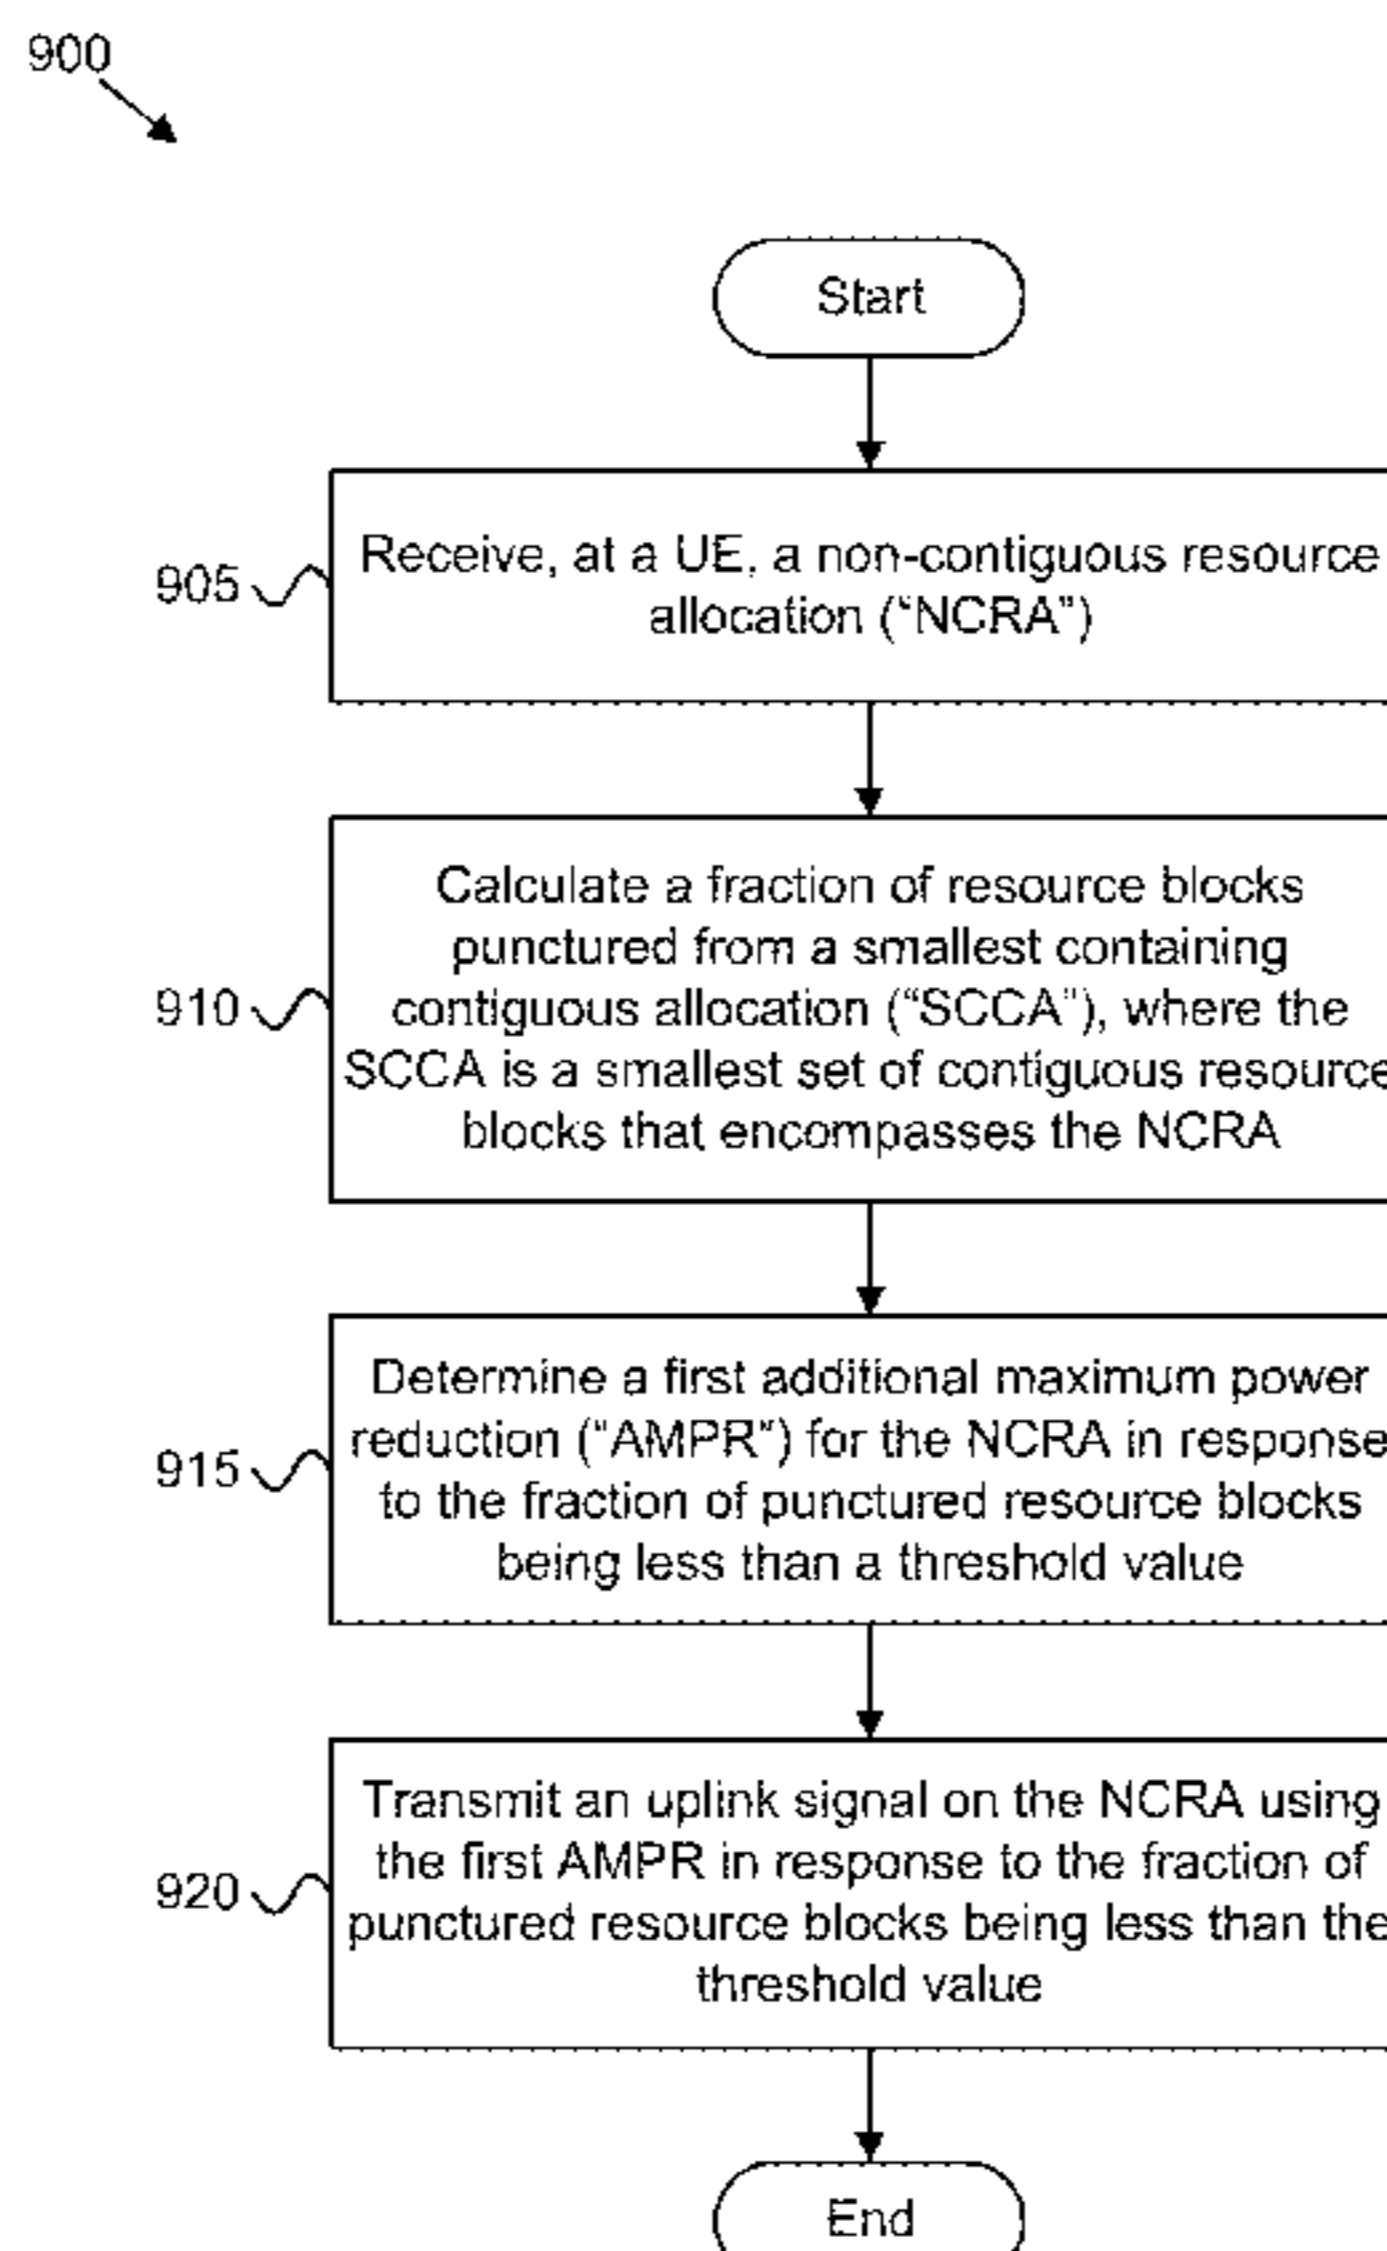 900
Start
905
Receive, at a UE, a non-contiguous resource
allocation ("NCRA")
910
Calculate a fraction of resource blocks
punctured from a smallest containing
contiguous allocation ("SCCA"), where the
SCCA is a smallest set of contiguous resource
blocks that encompasses the NCRA
915
Determine a first additional maximum power
reduction ("AMPR") for the NCRA in response
to the fraction of punctured resource blocks
being less than a threshold value
920
Transmit an uplink signal on the NCRA using
the first AMPR in response to the fraction of
punctured resource blocks being less than the
threshold value
End